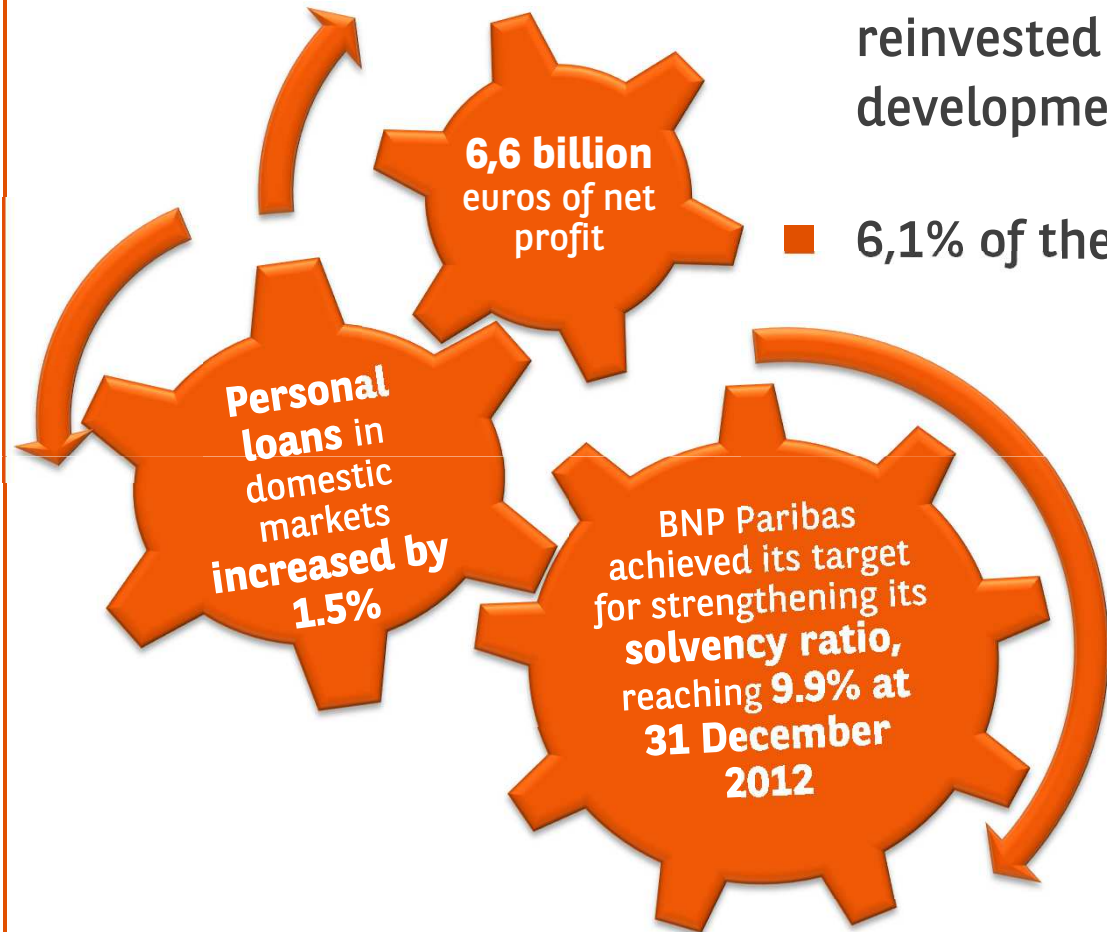 reinvested
6,6 billion
euros of net
profit
6,1% of the
Personal
loans in
domestic
markets
increased by
1.5%
BNP Paribas
achieved its target
for strengthening its
solvency ratio,
reaching 9.9% at
31 December
2012